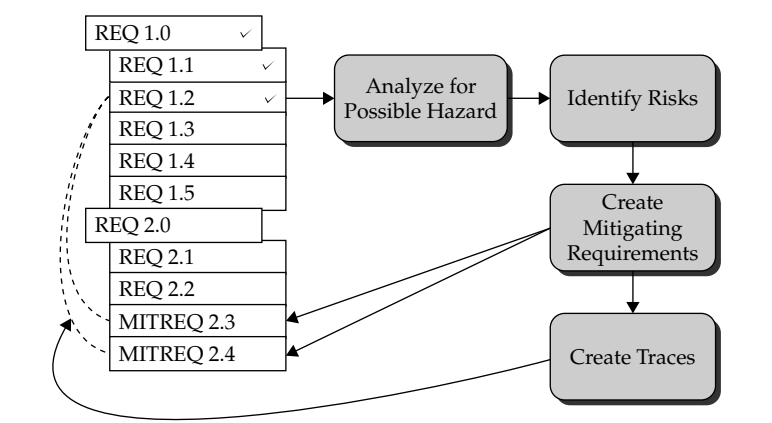 REQ 1.0 ✓
REQ 1.1 ✓
REQ 1.2 ✓
REQ 1.3
REQ 1.4
REQ 1.5
REQ 2.0
REQ 2.1
REQ 2.2
MITREQ 2.3
MITREQ 2.4
Analyze for
Possible Hazard
Identify Risks
Create
Mitigating
Requirements
Create Traces